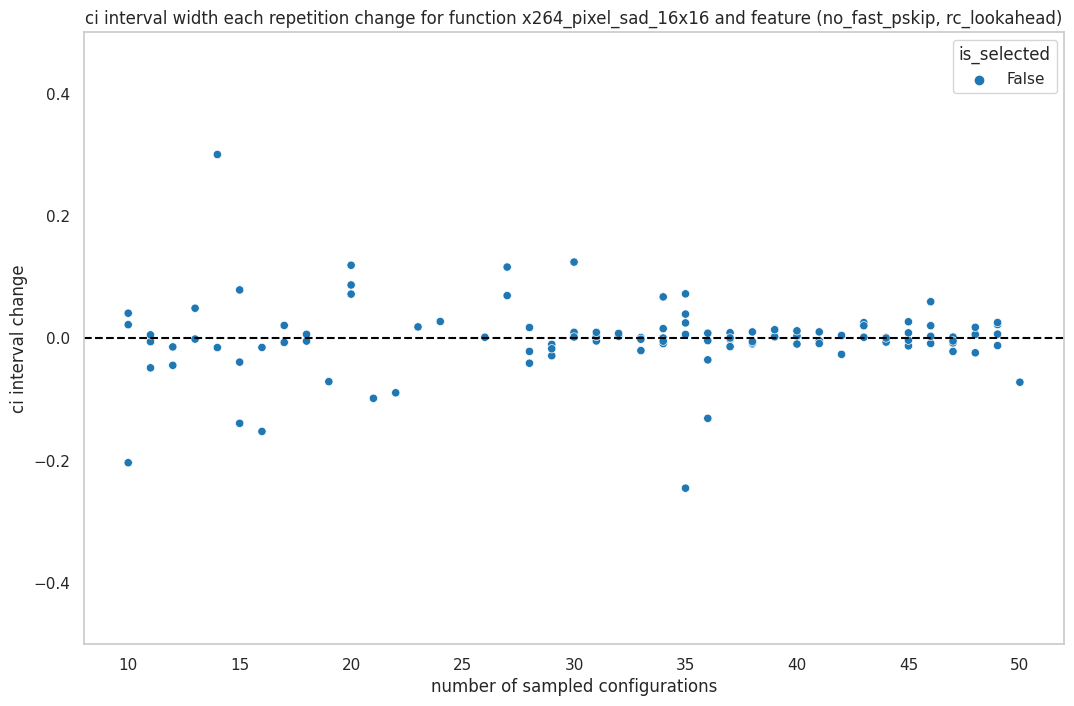 ci interval width each repetition change for function x264_pixel_sad_16x16 and feature (no_fast_pskip, rc_lookahead)
is_selected
False
ci interval change
0.4
0.2
0.0
−0.2
−0.4
10 15 20 25 30 35 40 45 50
number of sampled configurations